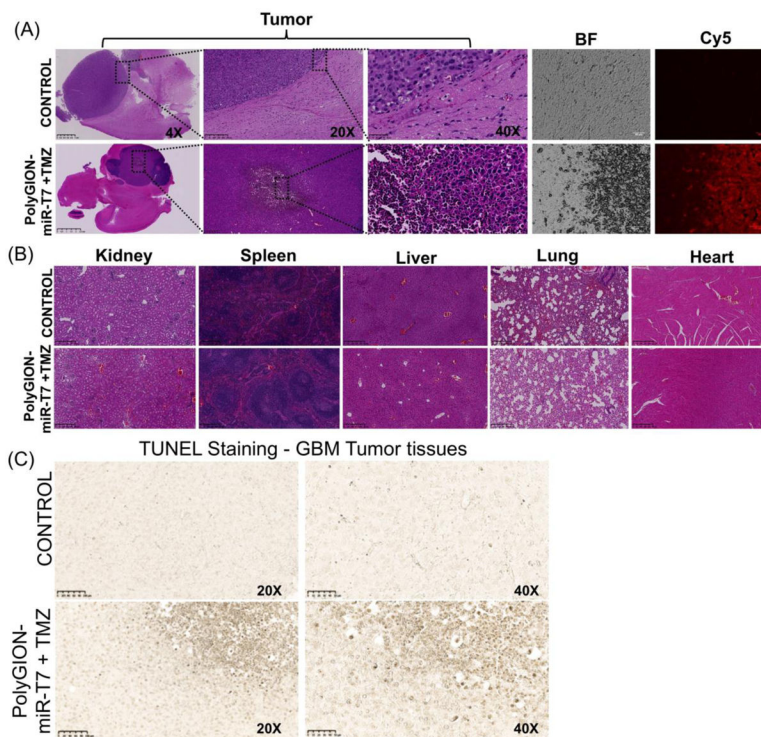 (A)
Tumor
BF
Cy5
CONTROL
4X
20X
40X
PolyGION-
miR-T7 + TMZ
(B)
Kidney
Spleen
Liver
Lung
Heart
CONTROL
PolyGION-
miR-T7 +TMZ
(C)
TUNEL Staining - GBM Tumor tissues
CONTROL
20X
40X
PolyGION-
miR-T7 + TMZ
20X
40X